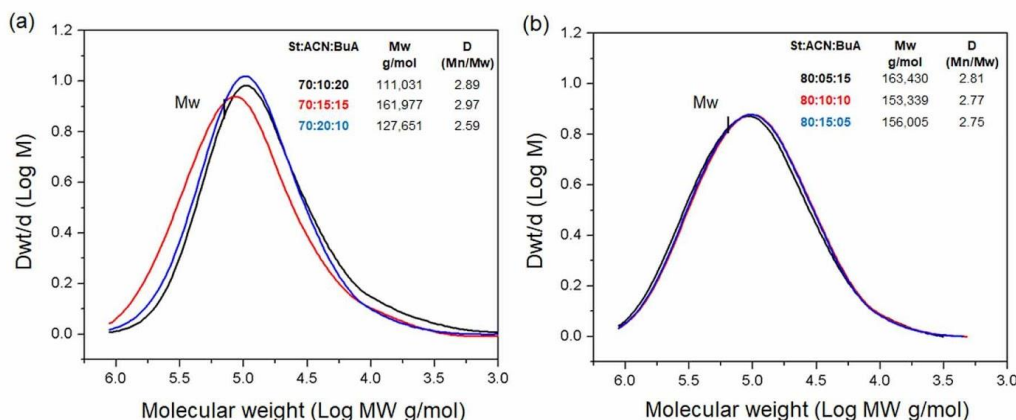 (a)
St:ACN:BuA Mw D
g/mol (Mn/Mw)
70:10:20 111,031 2.89
70:15:15 161,977 2.97
70:20:10 127,651 2.59
Mw
Dwt/d (Log M)
1.2
1.0
0.8
0.6
0.4
0.2
0.0
6.0 5.5 5.0 4.5 4.0 3.5 3.0
Molecular weight (Log MW g/mol)
(b)
St:ACN:BuA Mw D
g/mol (Mn/Mw)
80:05:15 163,430 2.81
80:10:10 153,339 2.77
80:15:05 156,005 2.75
Mw
Dwt/d (Log M)
1.2
1.0
0.8
0.6
0.4
0.2
0.0
6.0 5.5 5.0 4.5 4.0 3.5 3.0
Molecular weight (Log MW g/mol)